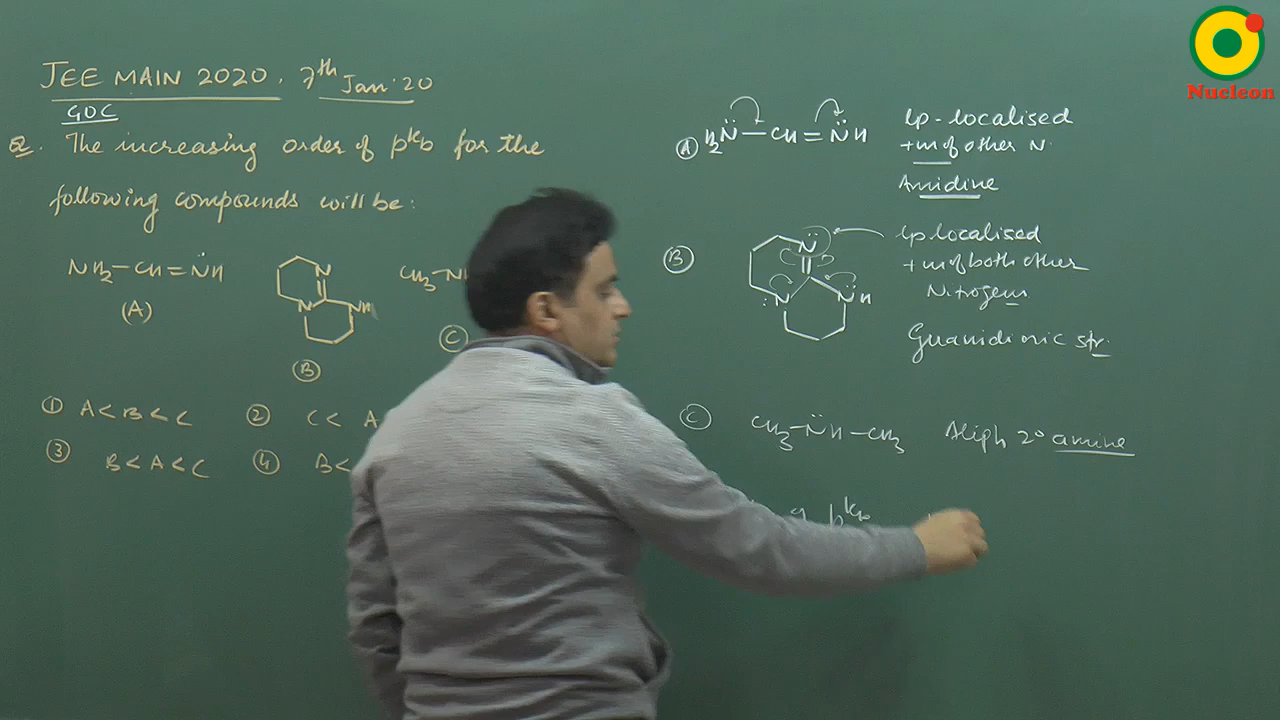 JEE MAIN 2020. 7th Jan'20
GOC
Q. The increasing order of pKb for the
following compounds will be:
NH2-CH=NH
(A)
N
N
NH
B
CH3-N
C
① A<B<C
② C< A
③ B<A<C
④ B<
A H2N-CH=NH
lp-localised
+m of other N.
Amidine
B
N
N
N H
lp localised
+m of both other
Nitrogen
Guanidionic str.
C CH3-NH-CH3
Aliph 2° amine
g pKb
Nucleon